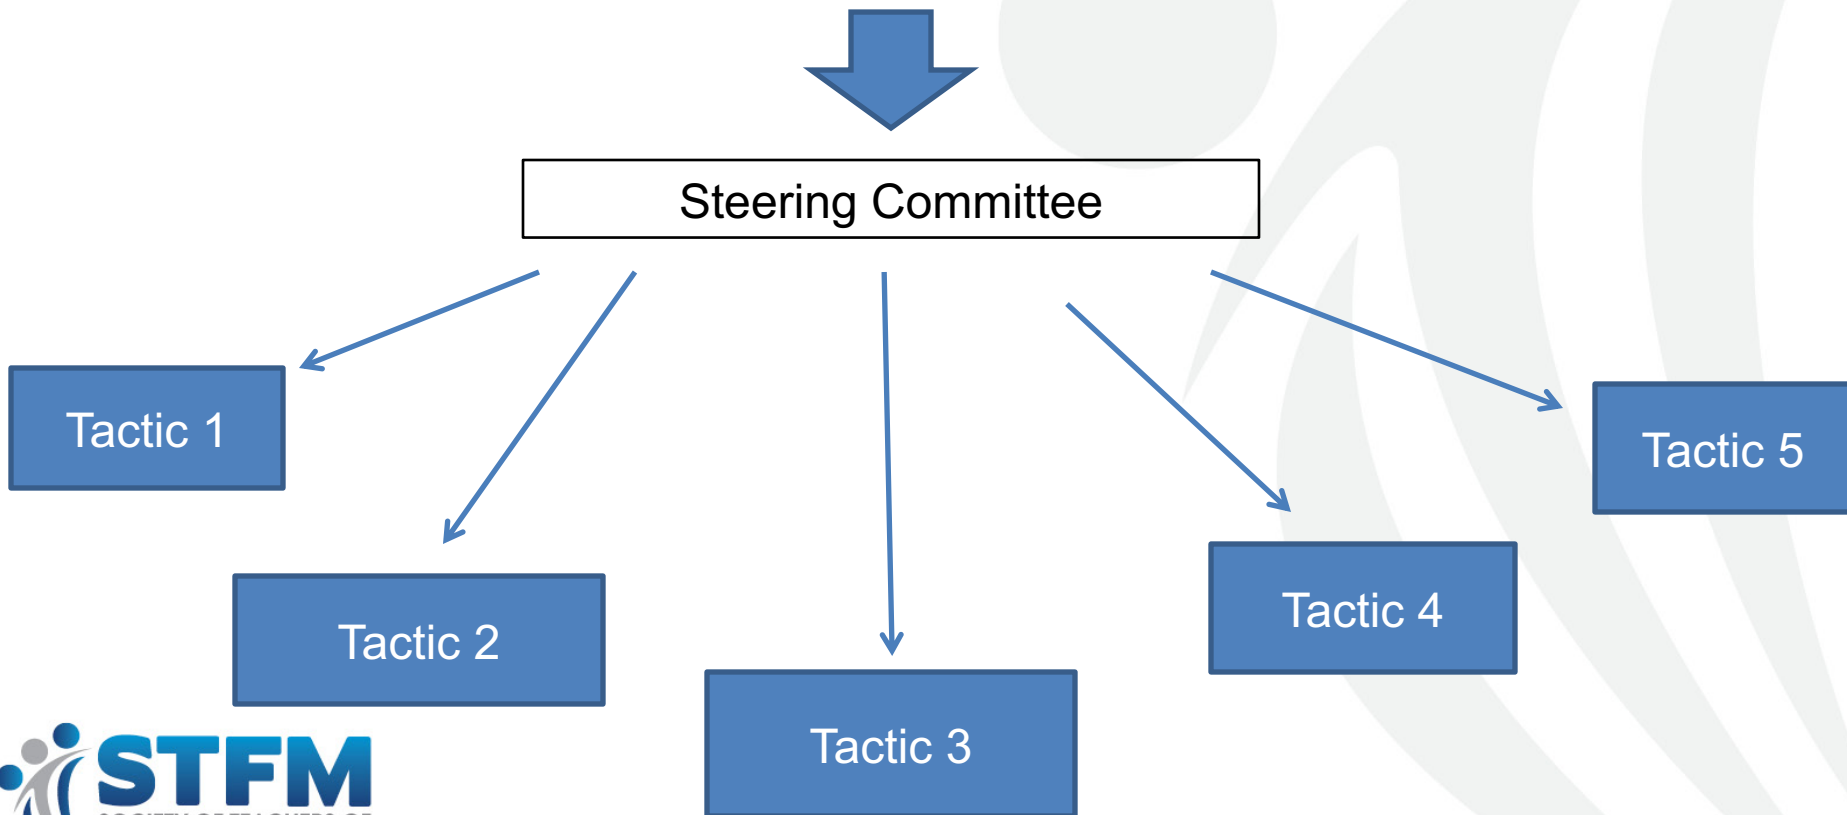 Steering Committee
Tactic 1
Tactic 5
Tactic 4
Tactic 2
Tactic 3
STFM